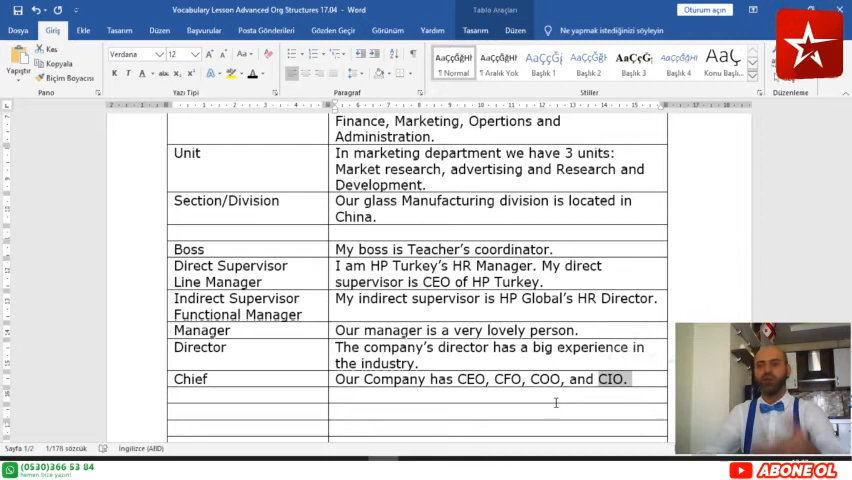 Vocabulary Lesson Advanced Org Structures 17.04 - Word
Tablo Araçları
Oturum açın
Dosya Giriş Ekle Tasarım Düzen Başvurular Posta Gönderileri Gözden Geçir Görünüm Yardım Tasarım Düzen Ne yapmak istediğinizi söyleyin
Yapıştır
Kes
Kopyala
Biçim Boyacısı
Verdana 12
K T A
AaÇçĞğHł AaÇçĞğHł AaÇçĞğ AaÇçĞğH AaÇçĞğ AaÇçĞğHł AaÇ
¶ Normal ¶ Aralık Yok Başlık 1 Başlık 2 Başlık 3 Başlık 4 Konu Başlı...
Pano Yazı Tipi Paragraf Stiller
Finance, Marketing, Opertions and
Administration.
Unit
In marketing department we have 3 units:
Market research, advertising and Research and
Development.
Section/Division
Our glass Manufacturing division is located in
China.
Boss
My boss is Teacher's coordinator.
Direct Supervisor
Line Manager
I am HP Turkey's HR Manager. My direct
supervisor is CEO of HP Turkey.
Indirect Supervisor
Functional Manager
My indirect supervisor is HP Global's HR Director.
Manager
Our manager is a very lovely person.
Director
The company's director has a big experience in
the industry.
Chief
Our Company has CEO, CFO, COO, and CIO.
Sayfa 1/2 1/178 sözcük İngilizce (ABD)
(0530)366 53 84
hemen bize yazın!
ABONE OL